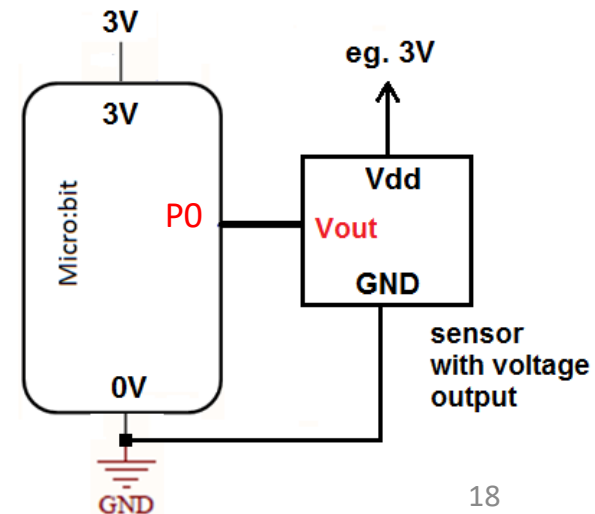 3V
eg. 3V
3V
Vdd
Micro:bit
P0
Vout
GND
sensor
with voltage
output
0V
GND
18